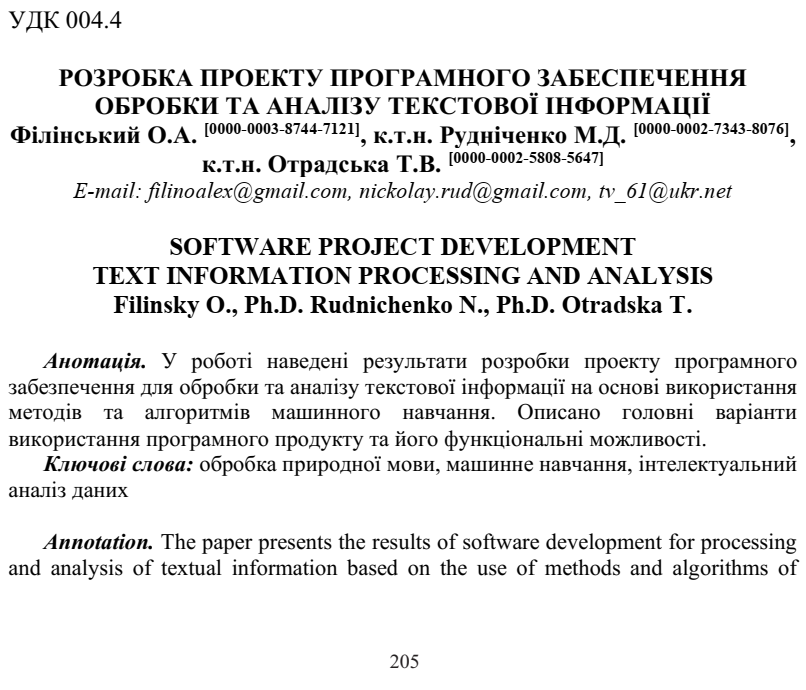 УДК 004.4
РОЗРОБКА ПРОЕКТУ ПРОГРАМНОГО ЗАБЕСПЕЧЕННЯ
ОБРОБКИ ТА АНАЛІЗУ ТЕКСТОВОЇ ІНФОРМАЦІЇ
Філінський О.А. [0000-0003-8744-7121], к.т.н. Рудніченко М.Д. [0000-0002-7343-8076],
к.т.н. Отрадська Т.В. [0000-0002-5808-5647]
E-mail: filinoalex@gmail.com, nickolay.rud@gmail.com, tv_61@ukr.net
SOFTWARE PROJECT DEVELOPMENT
TEXT INFORMATION PROCESSING AND ANALYSIS
Filinsky O., Ph.D. Rudnichenko N., Ph.D. Otradska T.
Анотація. У роботі наведені результати розробки проекту програмного
забезпечення для обробки та аналізу текстової інформації на основі використання
методів та алгоритмів машинного навчання. Описано головні варіанти
використання програмного продукту та його функціональні можливості.
Ключові слова: обробка природної мови, машинне навчання, інтелектуальний
аналіз даних
Annotation. The paper presents the results of software development for processing
and analysis of textual information based on the use of methods and algorithms of
205